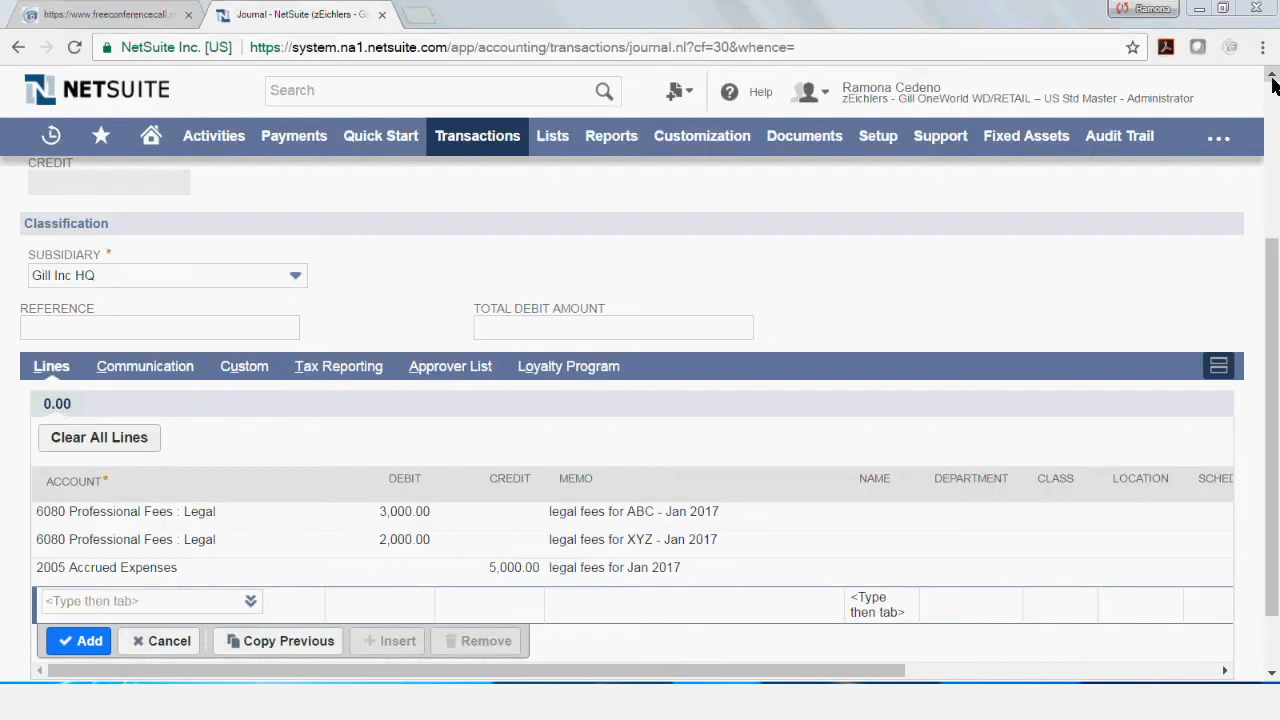 https://www.freeconferencecall.c
Journal - NetSuite (zEichlers - Gi
Ramona
NetSuite Inc. [US]
https://system.na1.netsuite.com/app/accounting/transactions/journal.nl?cf=30&whence=
NETSUITE
Search
Help
Ramona Cedeno
zEichlers - Gill OneWorld WD/RETAIL – US Std Master - Administrator
Activities Payments Quick Start Transactions Lists Reports Customization Documents Setup Support Fixed Assets Audit Trail
CREDIT
Classification
SUBSIDIARY *
Gill Inc HQ
REFERENCE
TOTAL DEBIT AMOUNT
Lines Communication Custom Tax Reporting Approver List Loyalty Program
0.00
Clear All Lines
ACCOUNT* DEBIT CREDIT MEMO NAME DEPARTMENT CLASS LOCATION SCHED
6080 Professional Fees : Legal 3,000.00 legal fees for ABC - Jan 2017
6080 Professional Fees : Legal 2,000.00 legal fees for XYZ - Jan 2017
2005 Accrued Expenses 5,000.00 legal fees for Jan 2017
<Type then tab>
<Type
then tab>
Add Cancel Copy Previous Insert Remove